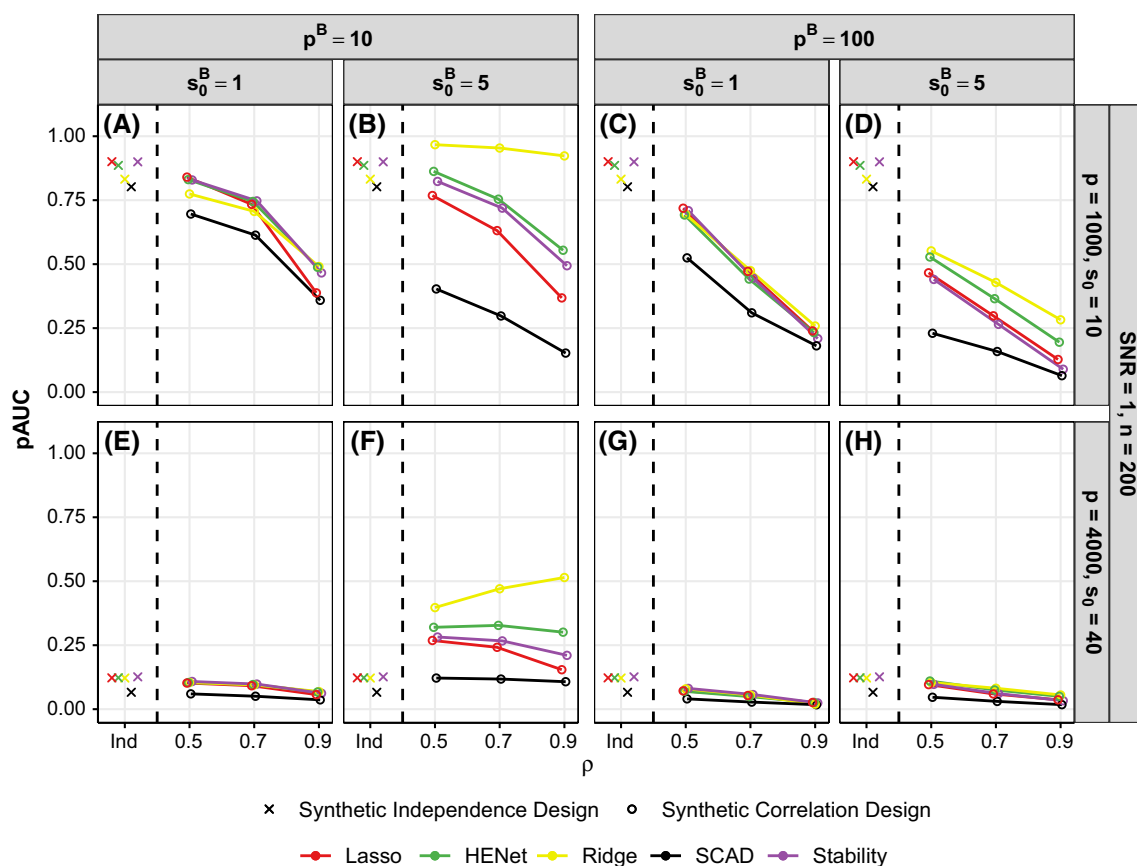 p^B = 10
p^B = 100
s_0^B = 1
s_0^B = 5
s_0^B = 1
s_0^B = 5
(A)
(B)
(C)
(D)
1.00
0.75
0.50
0.25
0.00
p = 1000, s_0 = 10
SNR = 1, n = 200
pAUC
(E)
(F)
(G)
(H)
1.00
0.75
0.50
0.25
0.00
p = 4000, s_0 = 40
Ind 0.5 0.7 0.9
Ind 0.5 0.7 0.9
Ind 0.5 0.7 0.9
Ind 0.5 0.7 0.9
ρ
Synthetic Independence Design
Synthetic Correlation Design
Lasso HENet Ridge SCAD Stability